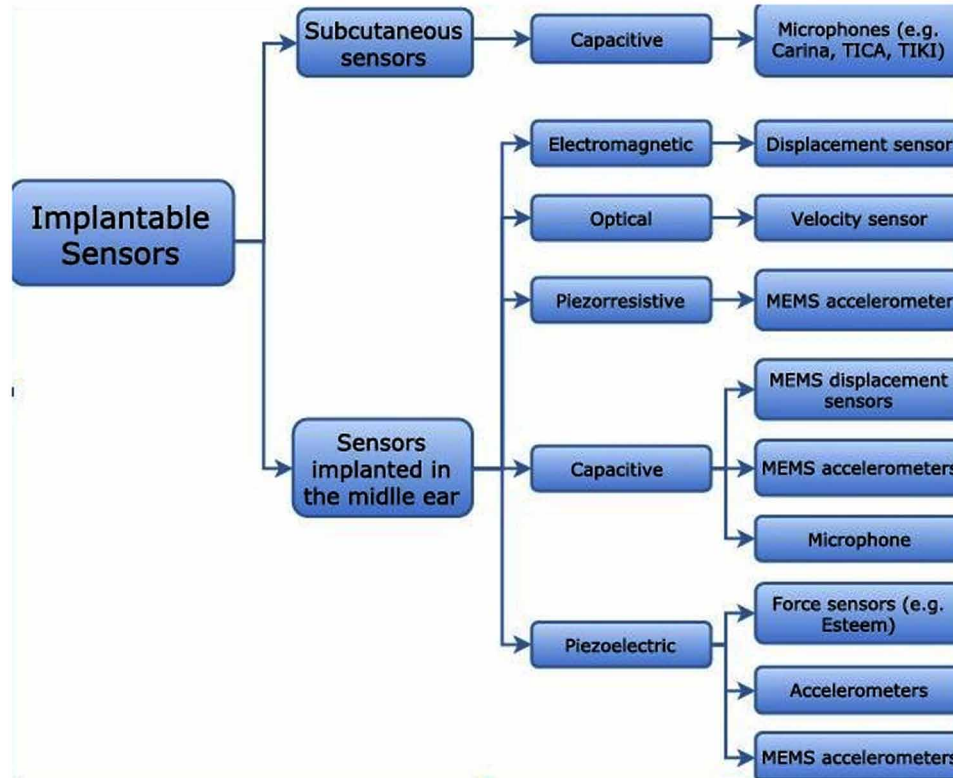 Subcutaneous
sensors
Capacitive
Microphones (e.g.
Carina, TICA, TIKI)
Implantable
Sensors
Electromagnetic
Displacement sensor
Optical
Velocity sensor
Piezorresistive
MEMS accelerometer
Sensors
implanted in
the midlle ear
Capacitive
MEMS displacement
sensors
MEMS accelerometers
Microphone
Piezoelectric
Force sensors (e.g.
Esteem)
Accelerometers
MEMS accelerometers